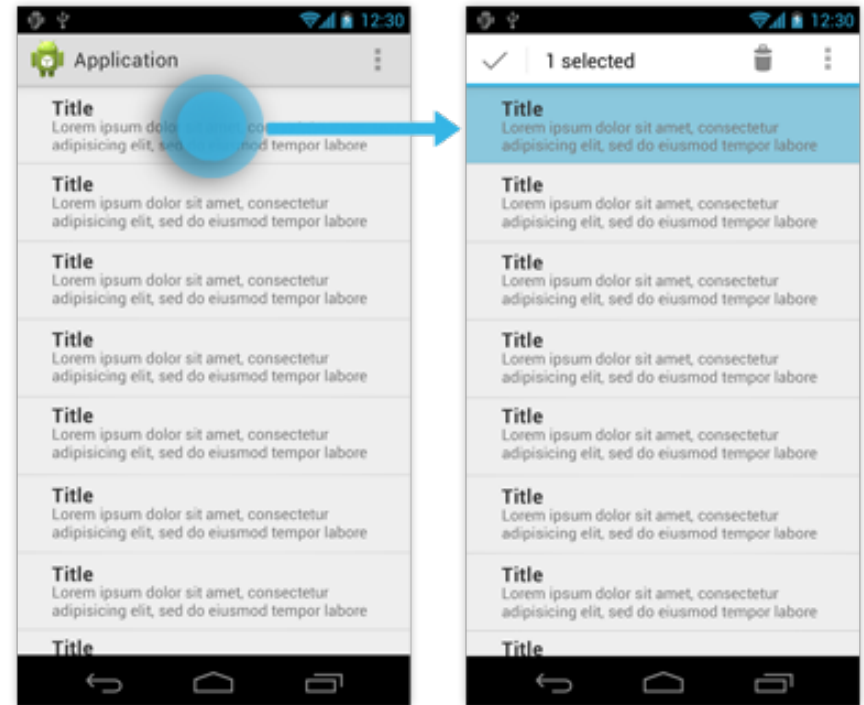 12:30
Application
Title
Lorem ipsum dolor sit amet, con
adipisicing elit, sed do eiusmod tempor labore
Title
Lorem ipsum dolor sit amet, consectetur
adipisicing elit, sed do eiusmod tempor labore
Title
Lorem ipsum dolor sit amet, consectetur
adipisicing elit, sed do eiusmod tempor labore
Title
Lorem ipsum dolor sit amet, consectetur
adipisicing elit, sed do eiusmod tempor labore
Title
Lorem ipsum dolor sit amet, consectetur
adipisicing elit, sed do eiusmod tempor labore
Title
Lorem ipsum dolor sit amet, consectetur
adipisicing elit, sed do eiusmod tempor labore
Title
Lorem ipsum dolor sit amet, consectetur
adipisicing elit, sed do eiusmod tempor labore
Title
12:30
1 selected
Title
Lorem ipsum dolor sit amet, consectetur
adipisicing elit, sed do eiusmod tempor labore
Title
Lorem ipsum dolor sit amet, consectetur
adipisicing elit, sed do eiusmod tempor labore
Title
Lorem ipsum dolor sit amet, consectetur
adipisicing elit, sed do eiusmod tempor labore
Title
Lorem ipsum dolor sit amet, consectetur
adipisicing elit, sed do eiusmod tempor labore
Title
Lorem ipsum dolor sit amet, consectetur
adipisicing elit, sed do eiusmod tempor labore
Title
Lorem ipsum dolor sit amet, consectetur
adipisicing elit, sed do eiusmod tempor labore
Title
Lorem ipsum dolor sit amet, consectetur
adipisicing elit, sed do eiusmod tempor labore
Title